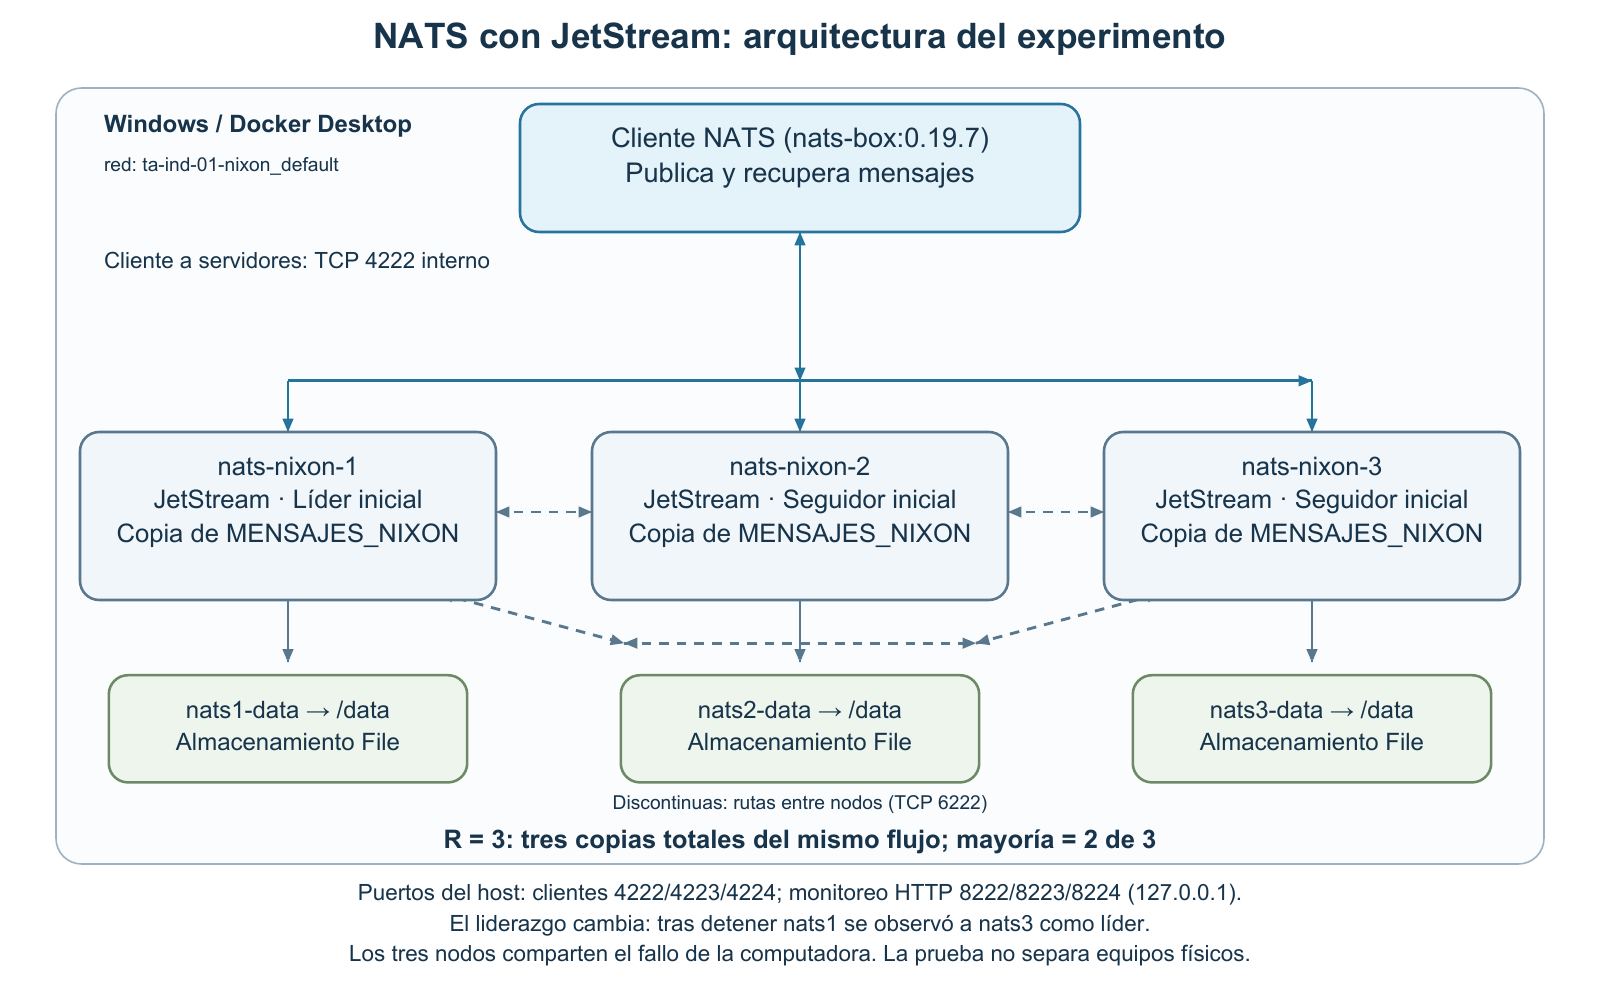 NATS con JetStream: arquitectura del experimento
Windows / Docker Desktop
red: ta-ind-01-nixon_default
Cliente NATS (nats-box:0.19.7)
Publica y recupera mensajes
Cliente a servidores: TCP 4222 interno
nats-nixon-1
JetStream · Líder inicial
Copia de MENSAJES_NIXON
nats-nixon-2
JetStream · Seguidor inicial
Copia de MENSAJES_NIXON
nats-nixon-3
JetStream · Seguidor inicial
Copia de MENSAJES_NIXON
nats1-data → /data
Almacenamiento File
nats2-data → /data
Almacenamiento File
nats3-data → /data
Almacenamiento File
Discontinuas: rutas entre nodos (TCP 6222)
R = 3: tres copias totales del mismo flujo; mayoría = 2 de 3
Puertos del host: clientes 4222/4223/4224; monitoreo HTTP 8222/8223/8224 (127.0.0.1).
El liderazgo cambia: tras detener nats1 se observó a nats3 como líder.
Los tres nodos comparten el fallo de la computadora. La prueba no separa equipos físicos.